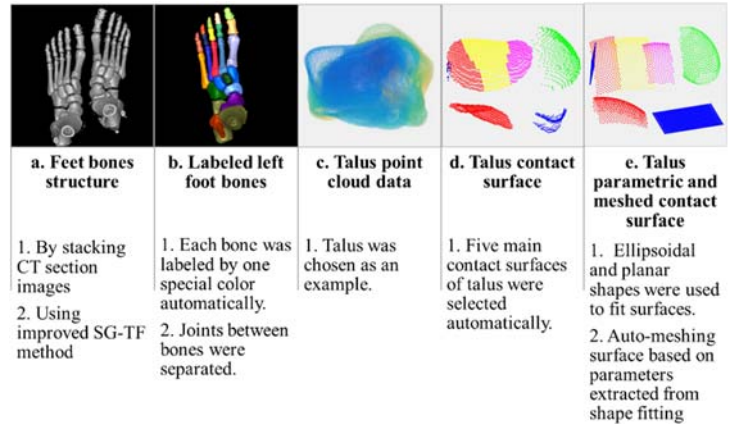 a. Feet bones
structure
1. By stacking
CT section
images
2. Using
improved SG-TF
method
b. Labeled left
foot bones
1. Each bone was
labeled by one
special color
automatically.
2. Joints between
bones were
separated.
c. Talus point
cloud data
1. Talus was
chosen as an
example.
d. Talus contact
surface
1. Five main
contact surfaces
of talus were
selected
automatically.
e. Talus
parametric and
meshed contact
surface
1. Ellipsoidal
and planar
shapes were used
to fit surfaces.
2. Auto-meshing
surface based on
parameters
extracted from
shape fitting